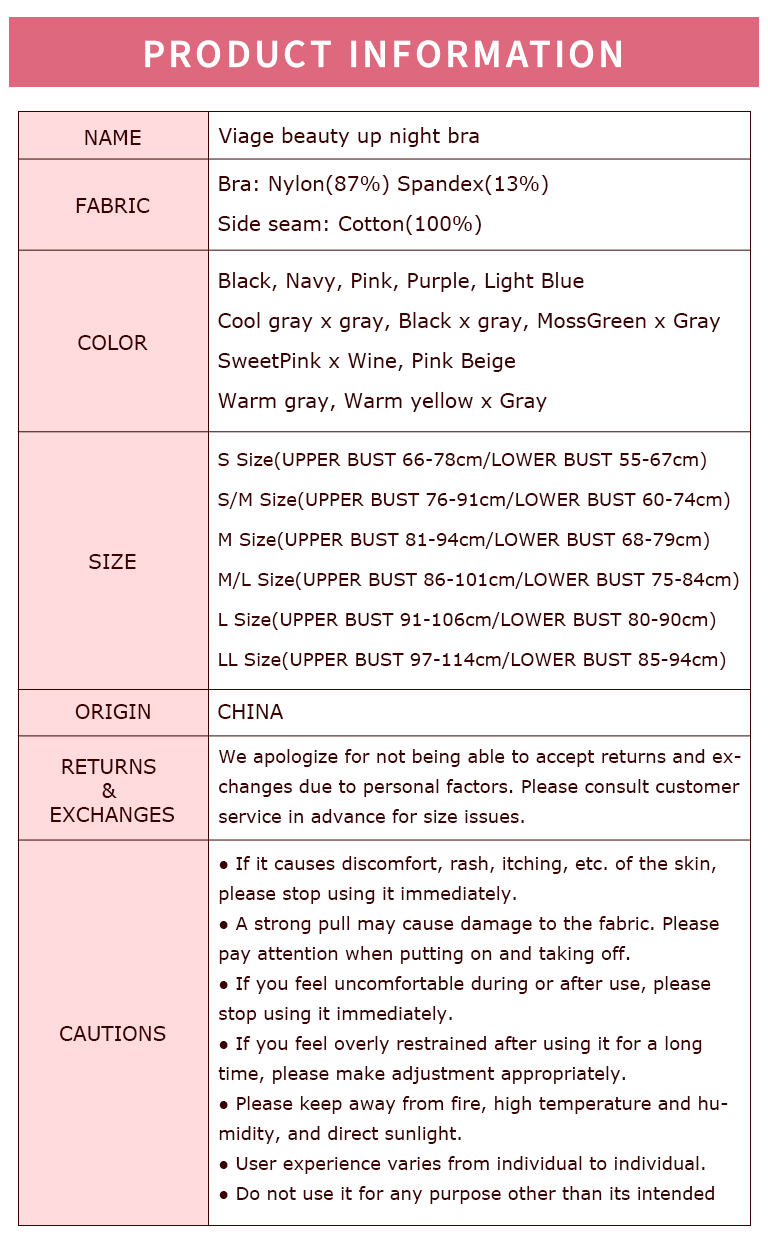 PRODUCT INFORMATION
NAME
Viage beauty up night bra
FABRIC
Bra: Nylon(87%) Spandex(13%)
Side seam: Cotton(100%)
COLOR
Black, Navy, Pink, Purple, Light Blue
Cool gray x gray, Black x gray, MossGreen x Gray
SweetPink x Wine, Pink Beige
Warm gray, Warm yellow x Gray
SIZE
S Size(UPPER BUST 66-78cm/LOWER BUST 55-67cm)
S/M Size(UPPER BUST 76-91cm/LOWER BUST 60-74cm)
M Size(UPPER BUST 81-94cm/LOWER BUST 68-79cm)
M/L Size(UPPER BUST 86-101cm/LOWER BUST 75-84cm)
L Size(UPPER BUST 91-106cm/LOWER BUST 80-90cm)
LL Size(UPPER BUST 97-114cm/LOWER BUST 85-94cm)
ORIGIN
CHINA
RETURNS
&
EXCHANGES
We apologize for not being able to accept returns and ex-
changes due to personal factors. Please consult customer
service in advance for size issues.
CAUTIONS
● If it causes discomfort, rash, itching, etc. of the skin,
please stop using it immediately.
● A strong pull may cause damage to the fabric. Please
pay attention when putting on and taking off.
● If you feel uncomfortable during or after use, please
stop using it immediately.
● If you feel overly restrained after using it for a long
time, please make adjustment appropriately.
● Please keep away from fire, high temperature and hu-
midity, and direct sunlight.
● User experience varies from individual to individual.
● Do not use it for any purpose other than its intended